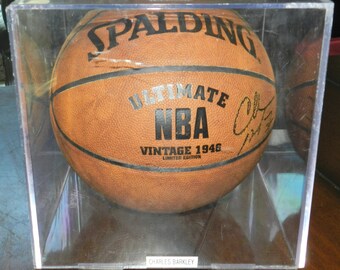 SPALDING
ULTIMATE
NBA
VINTAGE 1946
LIMITED EDITION
CHARLES BARKLEY